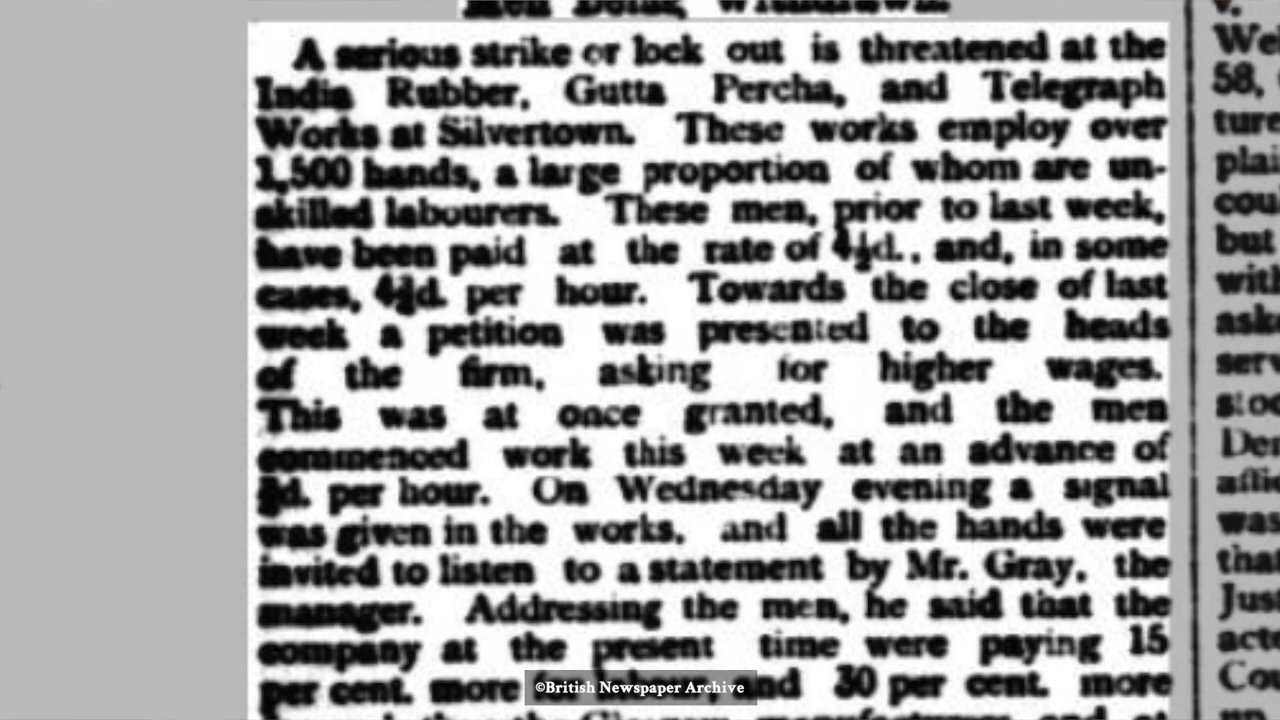 A serious strike or lock out is threatened at the
India Rubber, Gutta Percha, and Telegraph
Works at Silvertown. These works employ over
1,500 hands, a large proportion of whom are un-
skilled labourers. These men, prior to last week,
have been paid at the rate of 4¼d., and, in some
cases, 4½d. per hour. Towards the close of last
week a petition was presented to the heads
of the firm, asking for higher wages.
This was at once granted, and the men
commenced work this week at an advance of
per hour. On Wednesday evening a signal
was given in the works, and all the hands were
invited to listen to a statement by Mr. Gray, the
manager. Addressing the men, he said that the
company at the present time were paying 15
per cent. more and 30 per cent. more
©British Newspaper Archive
We
58,